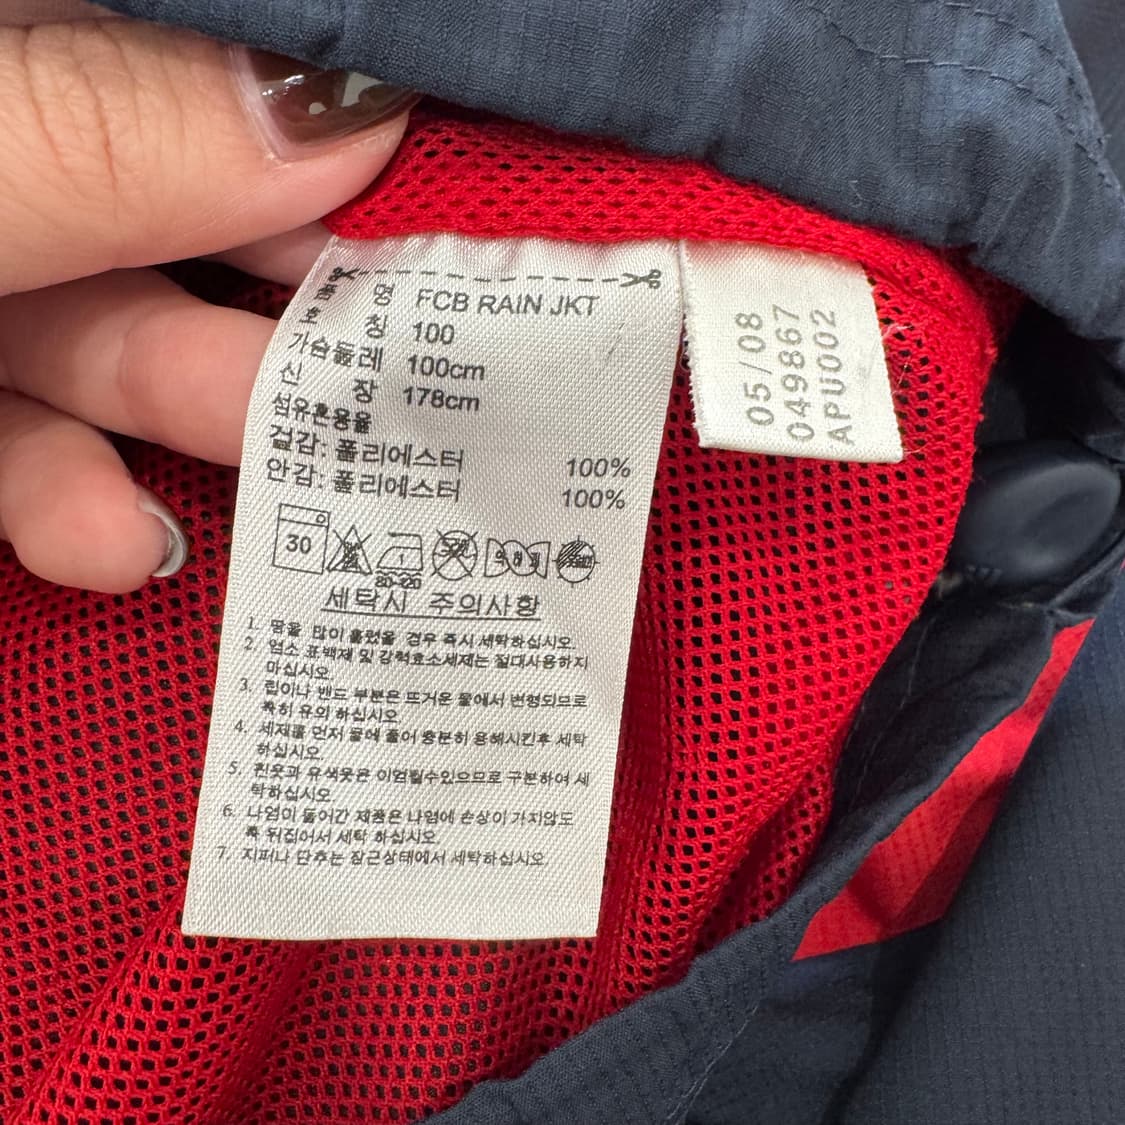 품 명 FCB RAIN JKT
호 칭 100
가슴둘레 100cm
신 장 178cm
섬유혼용율
겉감: 폴리에스터 100%
안감: 폴리에스터 100%
30
80-120
세탁시 주의사항
1. 땀을 많이 흘렸을 경우 즉시 세탁하십시오.
2. 염소 표백제 및 강력효소세제는 절대사용하지
마십시오
3. 립이나 밴드 부분은 뜨거운 물에서 변형되므로
특히 유의 하십시오
4. 세제를 먼저 물에 풀어 충분히 용해시킨후 세탁
하십시오.
5. 흰옷과 유색옷은 이염될수있으므로 구분하여 세
탁하십시오
6. 나염이 들어간 제품은 나염에 손상이 가지않도
록 뒤집어서 세탁 하십시오
7. 지퍼나 단추는 잠근상태에서 세탁하십시오.
05/08
049867
APU002